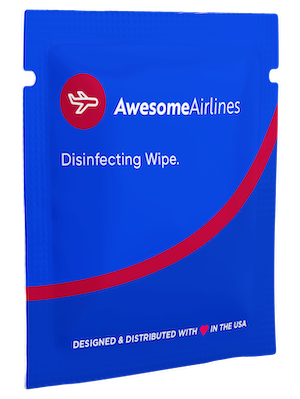 AwesomeAirlines
Disinfecting Wipe.
DESIGNED & DISTRIBUTED WITH ❤ IN THE USA